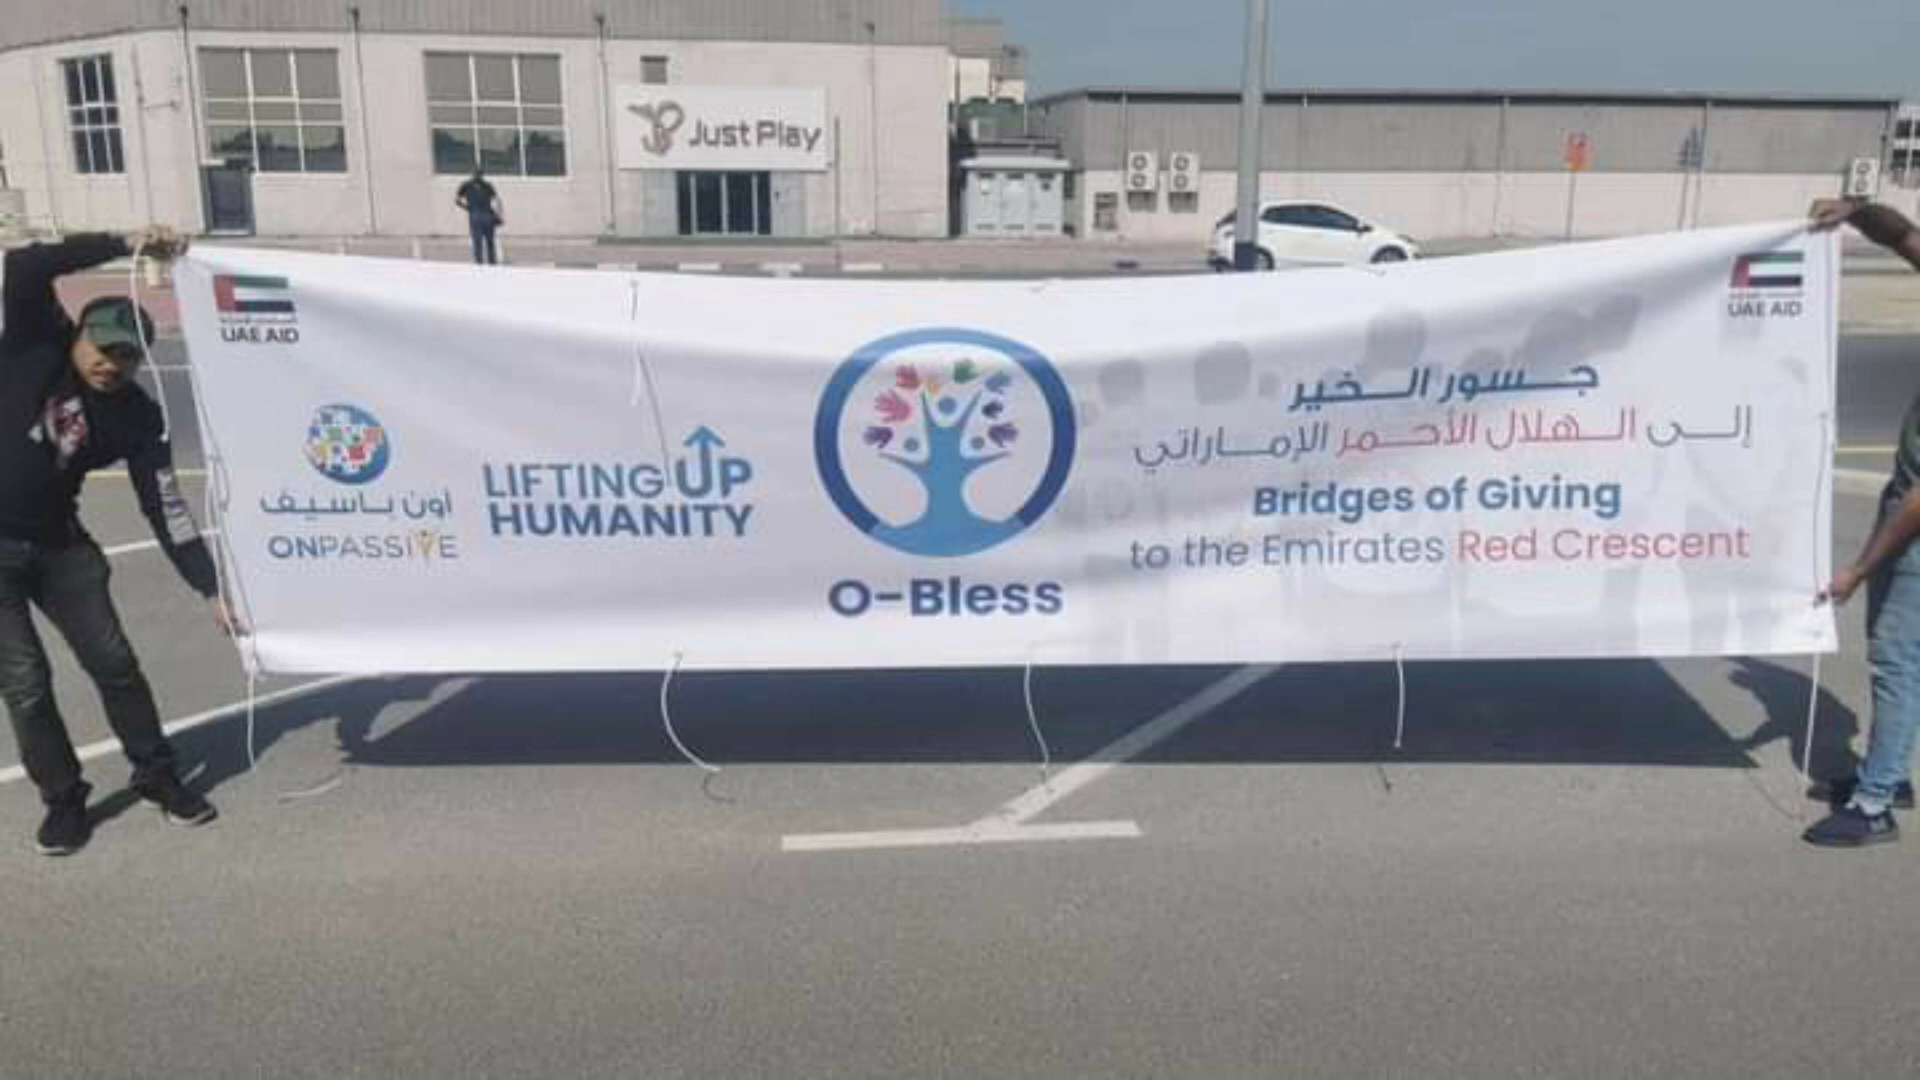 Just Play
UAE AID
UAE AID
أون باسيف
ONPASSIVE
LIFTING UP
HUMANITY
O-Bless
جسور الخير
إلى الهلال الأحمر الإماراتي
Bridges of Giving
to the Emirates Red Crescent